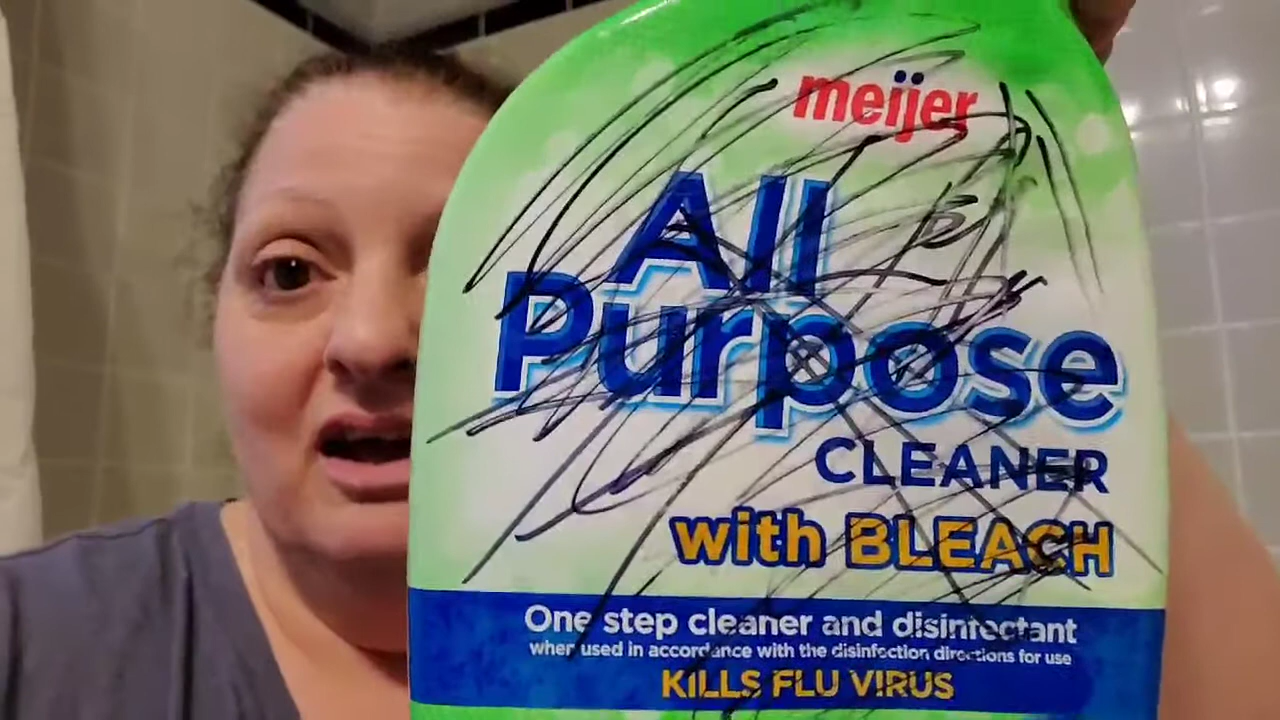 meijer
All
Purpose
CLEANER
with BLEACH
One step cleaner and disinfectant
when used in accordance with the disinfection directions for use
KILLS FLU VIRUS